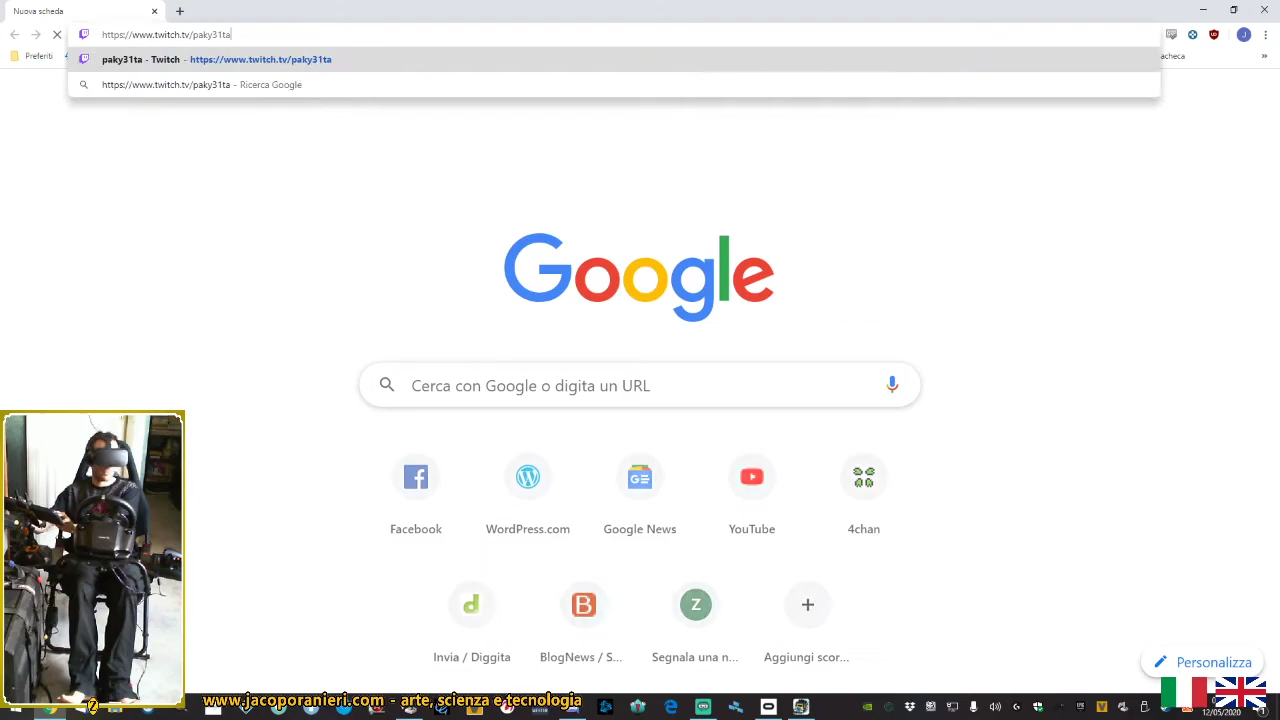 Nuova scheda
https://www.twitch.tv/paky31ta
J
Preferiti
paky31ta - Twitch - https://www.twitch.tv/paky31ta
acheca
https://www.twitch.tv/paky31ta - Ricerca Google
Google
Cerca con Google o digita un URL
Facebook
WordPress.com
Google News
YouTube
4chan
Invia / Diggita
BlogNews / S...
Segnala una n...
Aggiungi scor...
Personalizza
www.jacoporanieri.com - arte, scienza e tecnologia
12/05/2020